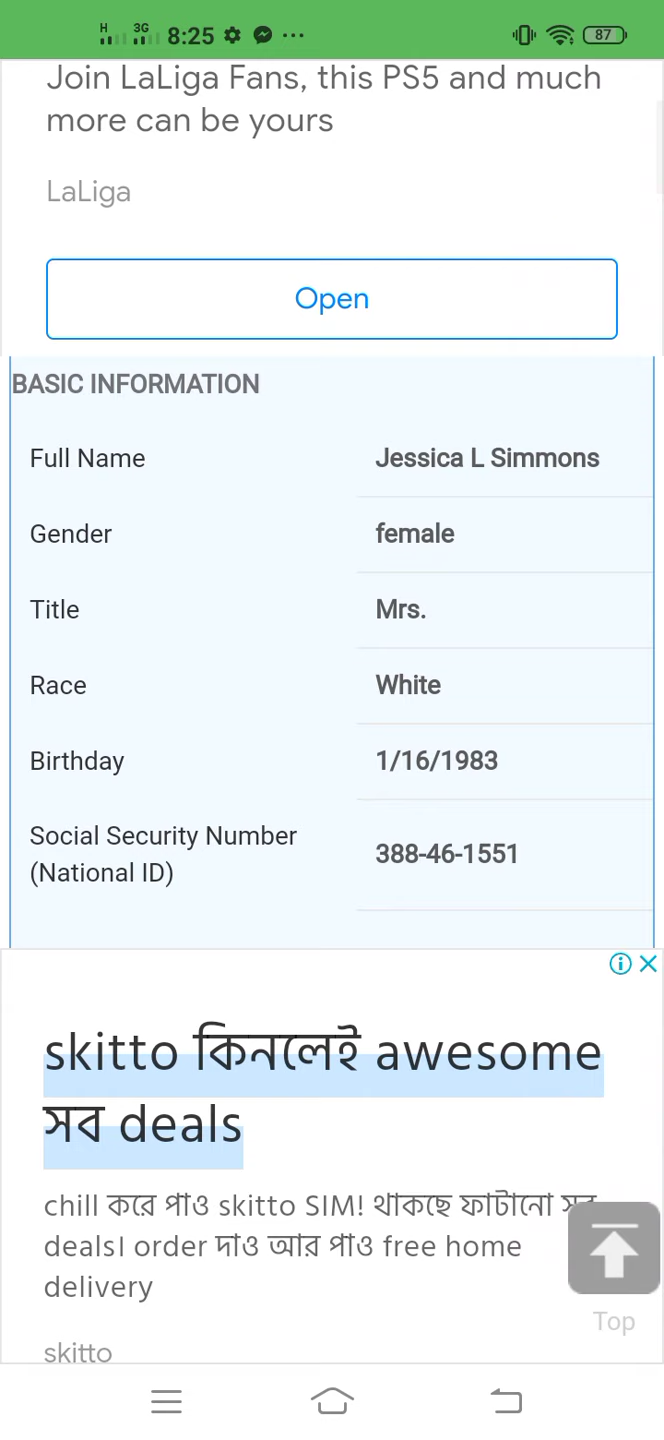 H 3G 8:25 ... 87
Join LaLiga Fans, this PS5 and much
more can be yours
LaLiga
Open
BASIC INFORMATION
Full Name Jessica L Simmons
Gender female
Title Mrs.
Race White
Birthday 1/16/1983
Social Security Number
(National ID) 388-46-1551
skitto কিনলেই awesome
সব deals
chill করে পাও skitto SIM! থাকছে ফাটানো সব
deals। order দাও আর পাও free home
delivery
Top
skitto